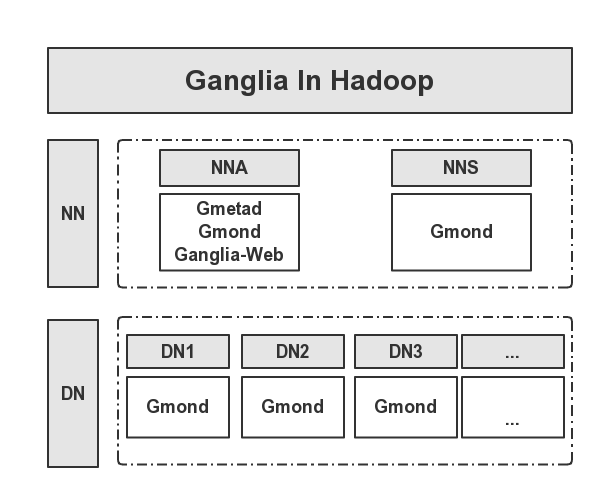 Ganglia In Hadoop
NN
NNA
NNS
Gmetad
Gmond
Ganglia-Web
Gmond
DN
DN1
DN2
DN3
...
Gmond
Gmond
Gmond
...